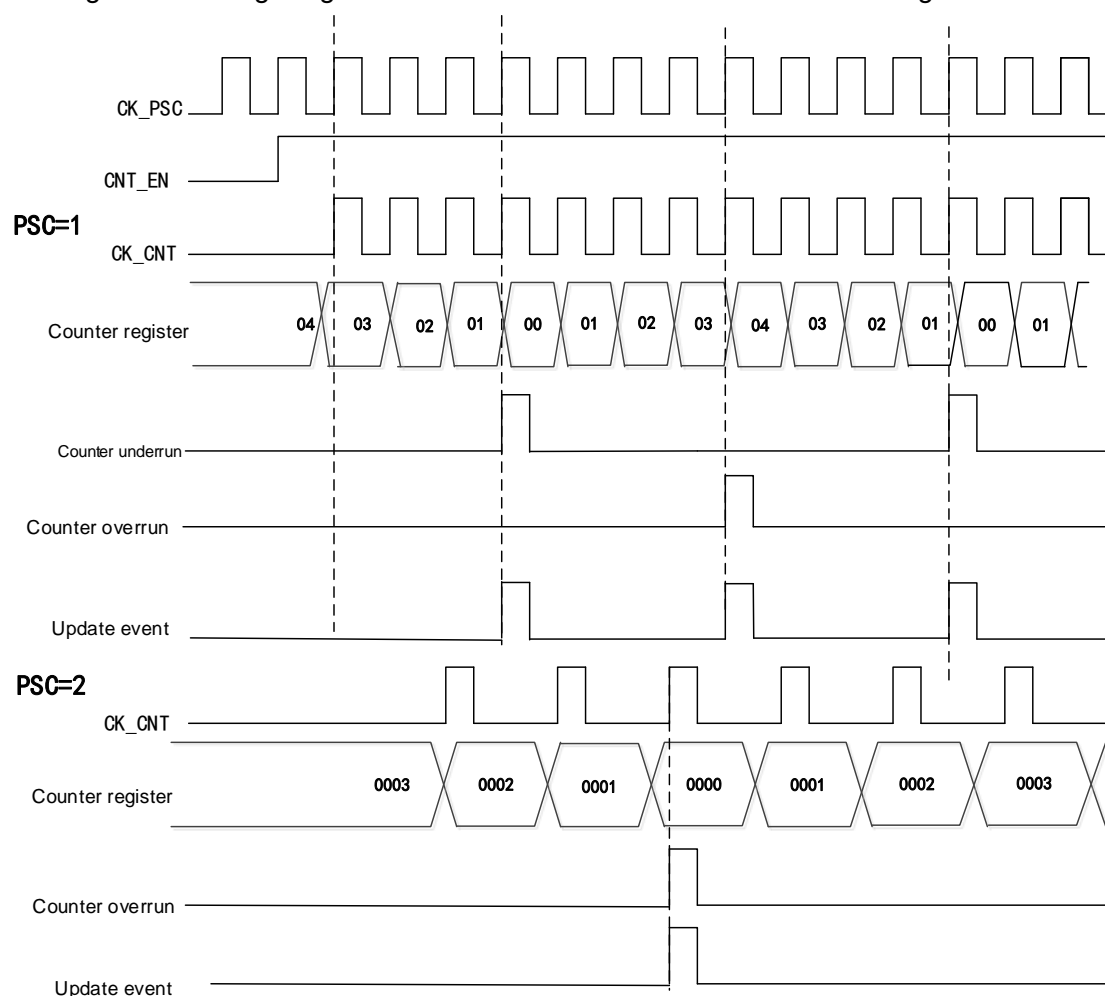 CK_PSC
CNT_EN
PSC=1
CK_CNT
Counter register 04 03 02 01 00 01 02 03 04 03 02 01 00 01
Counter underrun
Counter overrun
Update event
PSC=2
CK_CNT
Counter register 0003 0002 0001 0000 0001 0002 0003
Counter overrun
Update event